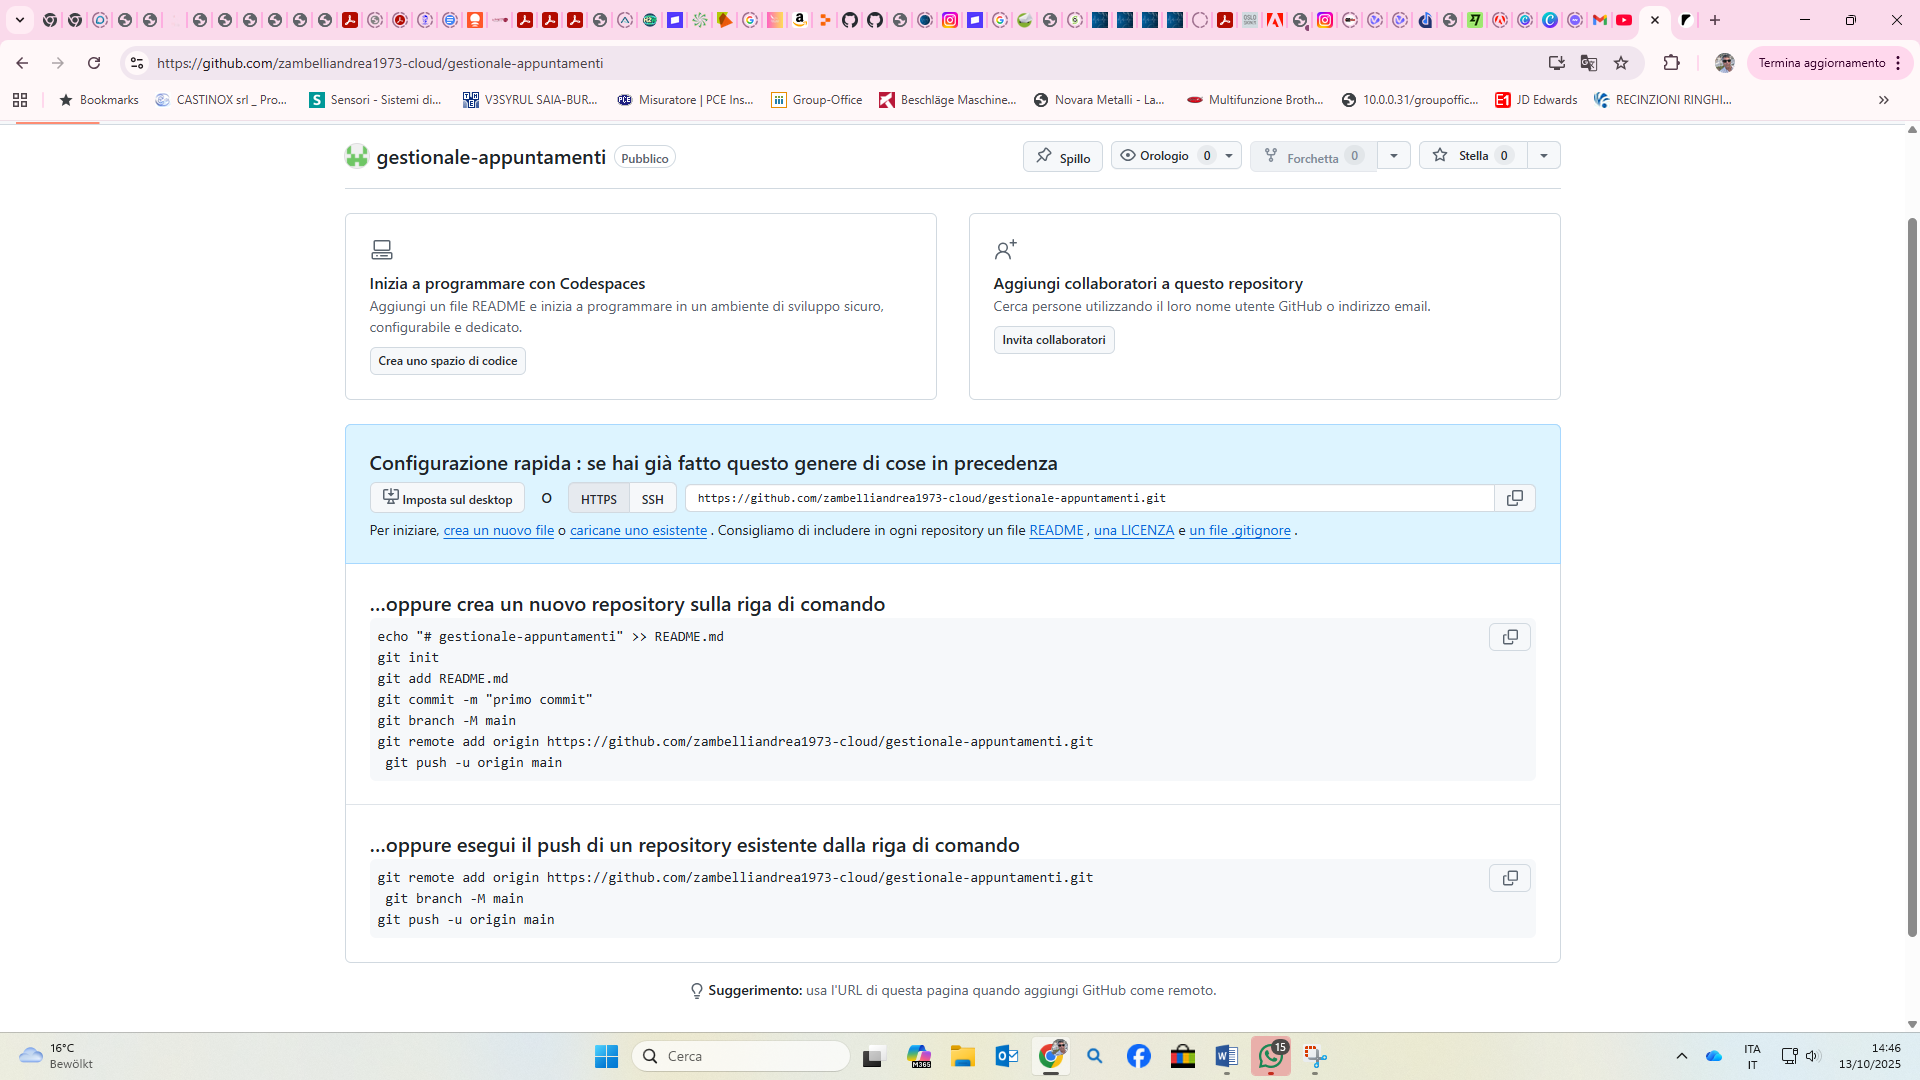 https://github.com/zambelliandrea1973-cloud/gestionale-appuntamenti
Termina aggiornamento
Bookmarks
CASTINOX srl _ Pro...
Sensori - Sistemi di...
V3SYRUL SAIA-BUR...
Misuratore | PCE Ins...
Group-Office
Beschläge Maschine...
Novara Metalli - La...
Multifunzione Broth...
10.0.0.31/groupoffic...
JD Edwards
RECINZIONI RINGHI...
gestionale-appuntamenti Pubblico
Spillo
Orologio 0
Forchetta 0
Stella 0
Inizia a programmare con Codespaces
Aggiungi un file README e inizia a programmare in un ambiente di sviluppo sicuro,
configurabile e dedicato.
Crea uno spazio di codice
Aggiungi collaboratori a questo repository
Cerca persone utilizzando il loro nome utente GitHub o indirizzo email.
Invita collaboratori
Configurazione rapida : se hai già fatto questo genere di cose in precedenza
Imposta sul desktop O HTTPS SSH https://github.com/zambelliandrea1973-cloud/gestionale-appuntamenti.git
Per iniziare, crea un nuovo file o caricane uno esistente . Consigliamo di includere in ogni repository un file README , una LICENZA e un file .gitignore .
...oppure crea un nuovo repository sulla riga di comando
echo "# gestionale-appuntamenti" >> README.md
git init
git add README.md
git commit -m "primo commit"
git branch -M main
git remote add origin https://github.com/zambelliandrea1973-cloud/gestionale-appuntamenti.git
git push -u origin main
...oppure esegui il push di un repository esistente dalla riga di comando
git remote add origin https://github.com/zambelliandrea1973-cloud/gestionale-appuntamenti.git
git branch -M main
git push -u origin main
Suggerimento: usa l'URL di questa pagina quando aggiungi GitHub come remoto.
16°C
Bewölkt
Cerca
M365
15
ITA
IT
14:46
13/10/2025